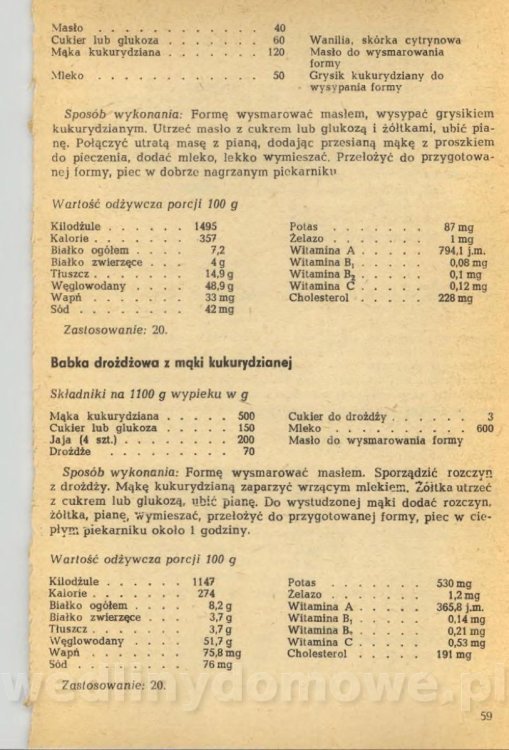 Masło . . . . . . . . . . . 40
Cukier lub glukoza . . . . . . . 60
Mąka kukurydziana . . . . . . . 120
Mleko . . . . . . . . . . . 50
Wanilia, skórka cytrynowa
Masło do wysmarowania
formy
Grysik kukurydziany do
wysypania formy
Sposób wykonania: Formę wysmarować masłem, wysypać grysikiem
kukurydzianym. Utrzeć masło z cukrem lub glukozą i żółtkami, ubić pia-
nę. Połączyć utratą masę z pianą, dodając przesianą mąkę z proszkiem
do pieczenia, dodać mleko, lekko wymieszać. Przełożyć do przygotowa-
nej formy, piec w dobrze nagrzanym piekarniku
Wartość odżywcza porcji 100 g
Kilodżule . . . . . . 1495
Kalorie . . . . . . . 357
Białko ogółem . . . . 7,2
Białko zwierzęce . . . 4 g
Tłuszcz . . . . . . . 14,9 g
Węglowodany . . . . . 48,9 g
Wapń . . . . . . . 33 mg
Sód . . . . . . . . 42 mg
Potas . . . . . . . 87 mg
Żelazo . . . . . . . 1 mg
Witamina A . . . . . 794,1 j.m.
Witamina B₁ . . . . . 0,08 mg
Witamina B₂ . . . . . 0,1 mg
Witamina C . . . . . 0,12 mg
Cholesterol . . . . . 228 mg
Zastosowanie: 20.
Babka drożdżowa z mąki kukurydzianej
Składniki na 1100 g wypieku w g
Mąka kukurydziana . . . . . . 500
Cukier lub glukoza . . . . . . 150
Jaja (4 szt.) . . . . . . . . 200
Drożdże . . . . . . . . . 70
Cukier do drożdży . . . . . . 3
Mleko . . . . . . . . . . 600
Masło do wysmarowania formy
Sposób wykonania: Formę wysmarować masłem. Sporządzić rozczyn
z drożdży. Mąkę kukurydzianą zaparzyć wrzącym mlekiem. Żółtka utrzeć
z cukrem lub glukozą, ubić pianę. Do wystudzonej mąki dodać rozczyn,
żółtka, pianę, wymieszać, przełożyć do przygotowanej formy, piec w cie-
płym piekarniku około 1 godziny.
Wartość odżywcza porcji 100 g
Kilodżule . . . . . . 1147
Kalorie . . . . . . . 274
Białko ogółem . . . . 8,2 g
Białko zwierzęce . . . 3,7 g
Tłuszcz . . . . . . . 3,7 g
Węglowodany . . . . . 51,7 g
Wapń . . . . . . . 75,8 mg
Sód . . . . . . . . 76 mg
Potas . . . . . . . 530 mg
Żelazo . . . . . . . 1,2 mg
Witamina A . . . . . 365,8 j.m.
Witamina B₁ . . . . . 0,14 mg
Witamina B₂ . . . . . 0,21 mg
Witamina C . . . . . 0,53 mg
Cholesterol . . . . . 191 mg
Zastosowanie: 20.
wedlinydomowe.pl
59